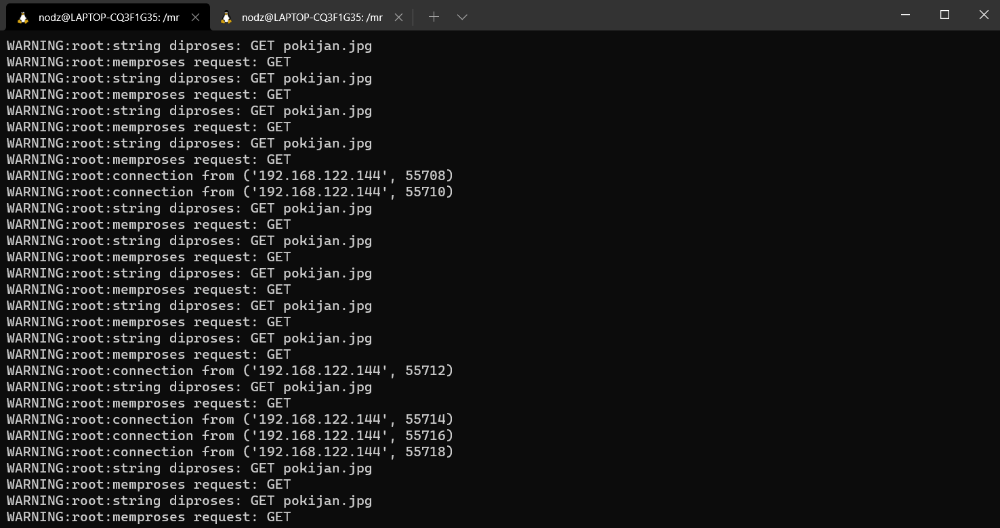 nodz@LAPTOP-CQ3F1G35: /mr
nodz@LAPTOP-CQ3F1G35: /mr
WARNING:root:string diproses: GET pokijan.jpg
WARNING:root:memproses request: GET
WARNING:root:string diproses: GET pokijan.jpg
WARNING:root:memproses request: GET
WARNING:root:string diproses: GET pokijan.jpg
WARNING:root:memproses request: GET
WARNING:root:string diproses: GET pokijan.jpg
WARNING:root:memproses request: GET
WARNING:root:connection from ('192.168.122.144', 55708)
WARNING:root:connection from ('192.168.122.144', 55710)
WARNING:root:string diproses: GET pokijan.jpg
WARNING:root:memproses request: GET
WARNING:root:string diproses: GET pokijan.jpg
WARNING:root:memproses request: GET
WARNING:root:string diproses: GET pokijan.jpg
WARNING:root:memproses request: GET
WARNING:root:string diproses: GET pokijan.jpg
WARNING:root:memproses request: GET
WARNING:root:string diproses: GET pokijan.jpg
WARNING:root:memproses request: GET
WARNING:root:connection from ('192.168.122.144', 55712)
WARNING:root:string diproses: GET pokijan.jpg
WARNING:root:memproses request: GET
WARNING:root:connection from ('192.168.122.144', 55714)
WARNING:root:connection from ('192.168.122.144', 55716)
WARNING:root:connection from ('192.168.122.144', 55718)
WARNING:root:string diproses: GET pokijan.jpg
WARNING:root:memproses request: GET
WARNING:root:string diproses: GET pokijan.jpg
WARNING:root:memproses request: GET